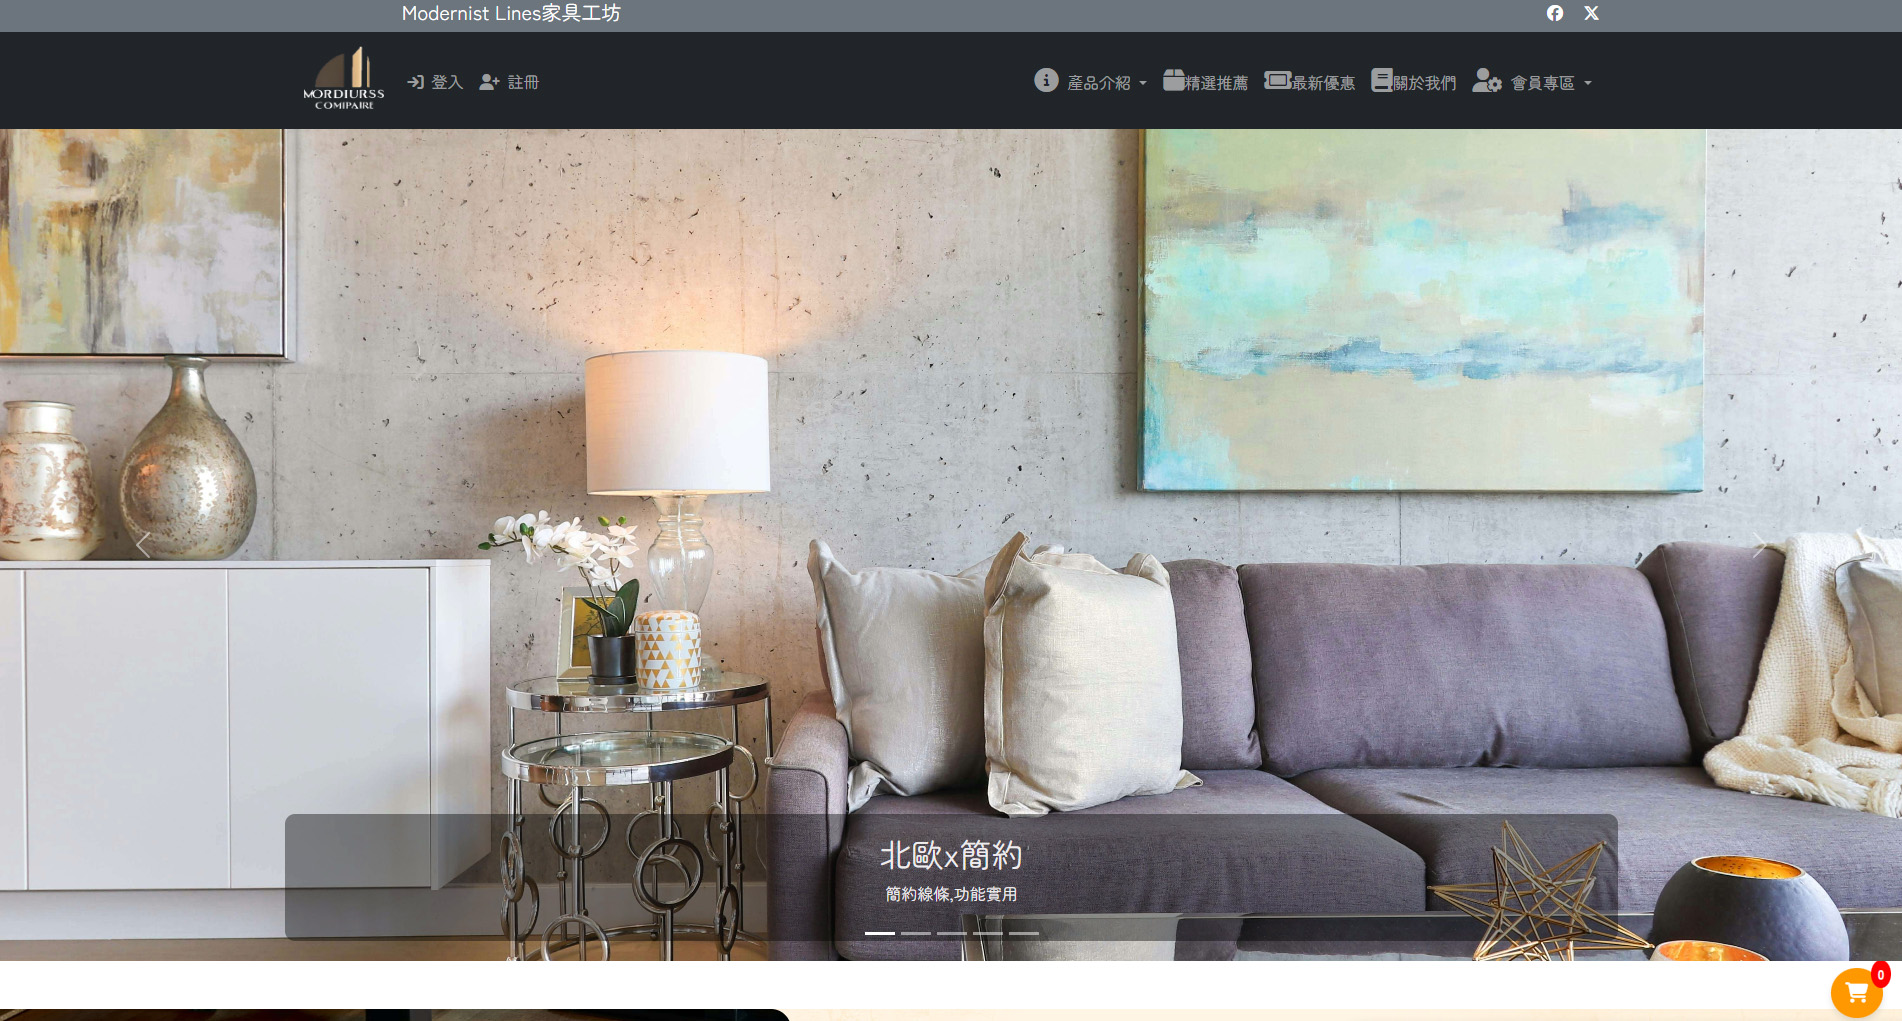 Modernist Lines家具工坊
MORDIURSS
COMIPAIRE
登入 註冊 產品介紹 精選推薦 最新優惠 關於我們 會員專區
北歐x簡約
簡約線條,功能實用
0